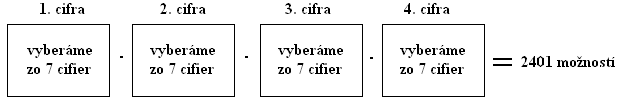 1. cifra 2. cifra 3. cifra 4. cifra
vyberáme zo 7 cifier · vyberáme zo 7 cifier · vyberáme zo 7 cifier · vyberáme zo 7 cifier = 2401 možností